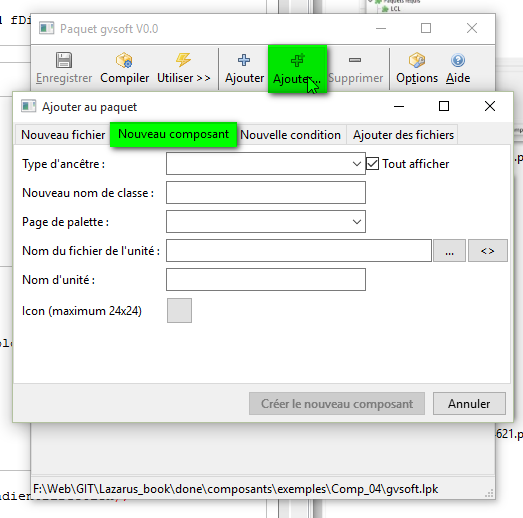 Paquets requis
LCL
Paquet gvsoft V0.0
Enregistrer Compiler Utiliser >> Ajouter Ajouter... Supprimer Options Aide
Ajouter au paquet
Nouveau fichier Nouveau composant Nouvelle condition Ajouter des fichiers
Type d'ancêtre : Tout afficher
Nouveau nom de classe :
Page de palette :
Nom du fichier de l'unité : ... <>
Nom d'unité :
Icon (maximum 24x24)
Créer le nouveau composant Annuler
F:\Web\GIT\Lazarus_book\done\composants\exemples\Comp_04\gvsoft.lpk